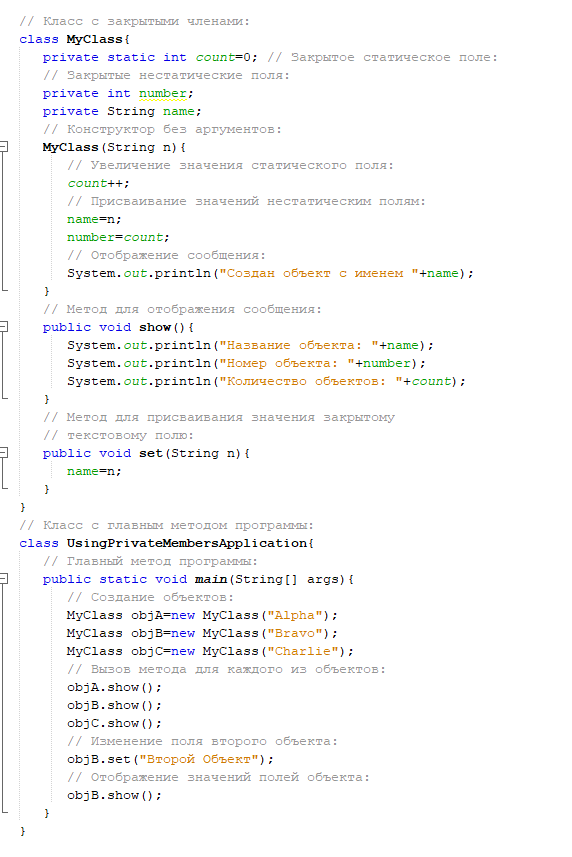 // Класс с закрытыми членами:
class MyClass{
private static int count=0; // Закрытое статическое поле:
// Закрытые нестатические поля:
private int number;
private String name;
// Конструктор без аргументов:
MyClass(String n){
// Увеличение значения статического поля:
count++;
// Присваивание значений нестатическим полям:
name=n;
number=count;
// Отображение сообщения:
System.out.println("Создан объект с именем "+name);
}
// Метод для отображения сообщения:
public void show(){
System.out.println("Название объекта: "+name);
System.out.println("Номер объекта: "+number);
System.out.println("Количество объектов: "+count);
}
// Метод для присваивания значения закрытому
// текстовому полю:
public void set(String n){
name=n;
}
}
// Класс с главным методом программы:
class UsingPrivateMembersApplication{
// Главный метод программы:
public static void main(String[] args){
// Создание объектов:
MyClass objA=new MyClass("Alpha");
MyClass objB=new MyClass("Bravo");
MyClass objC=new MyClass("Charlie");
// Вызов метода для каждого из объектов:
objA.show();
objB.show();
objC.show();
// Изменение поля второго объекта:
objB.set("Второй Объект");
// Отображение значений полей объекта:
objB.show();
}
}